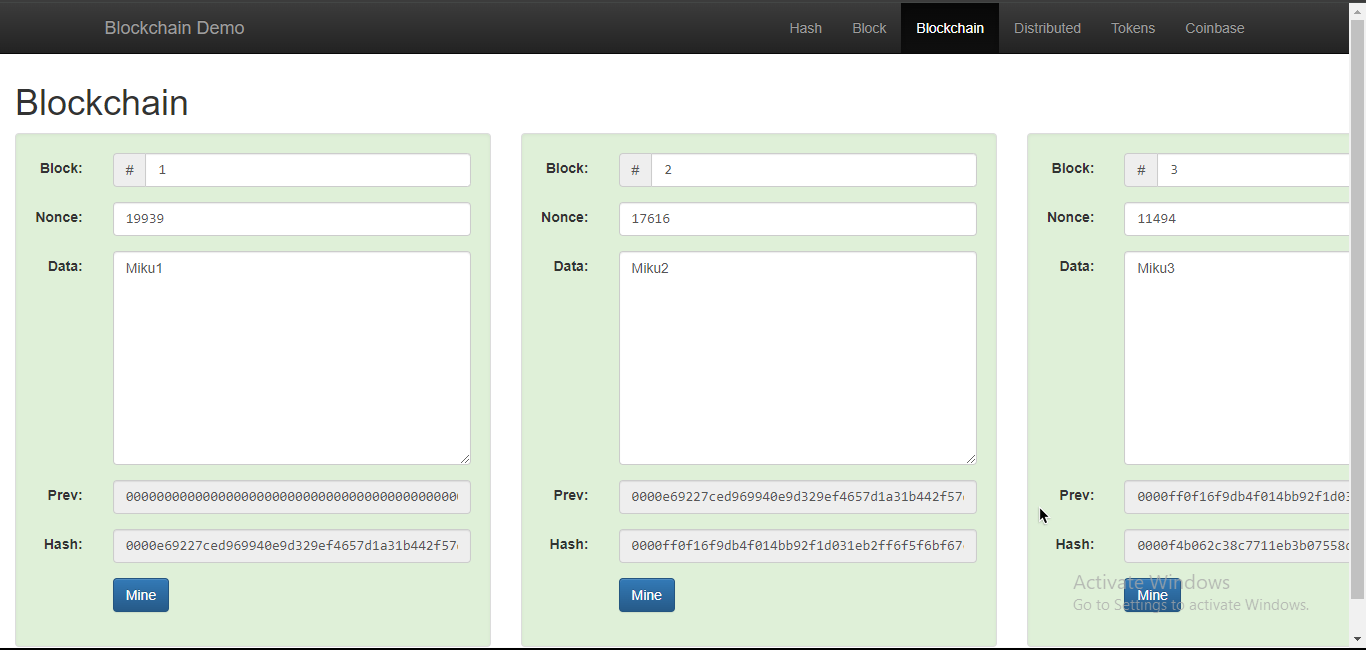 Blockchain Demo Hash Block Blockchain Distributed Tokens Coinbase
Blockchain
Block: # 1
Nonce: 19939
Data: Miku1
Prev: 00000000000000000000000000000000000000000000
Hash: 0000e69227ced969940e9d329ef4657d1a31b442f57
Mine
Block: # 2
Nonce: 17616
Data: Miku2
Prev: 0000e69227ced969940e9d329ef4657d1a31b442f57
Hash: 0000ff0f16f9db4f014bb92f1d031eb2ff6f5f6bf67
Mine
Block: # 3
Nonce: 11494
Data: Miku3
Prev: 0000ff0f16f9db4f014bb92f1d03
Hash: 0000f4b062c38c7711eb3b07558
Mine
Activate Windows
Go to Settings to activate Windows.